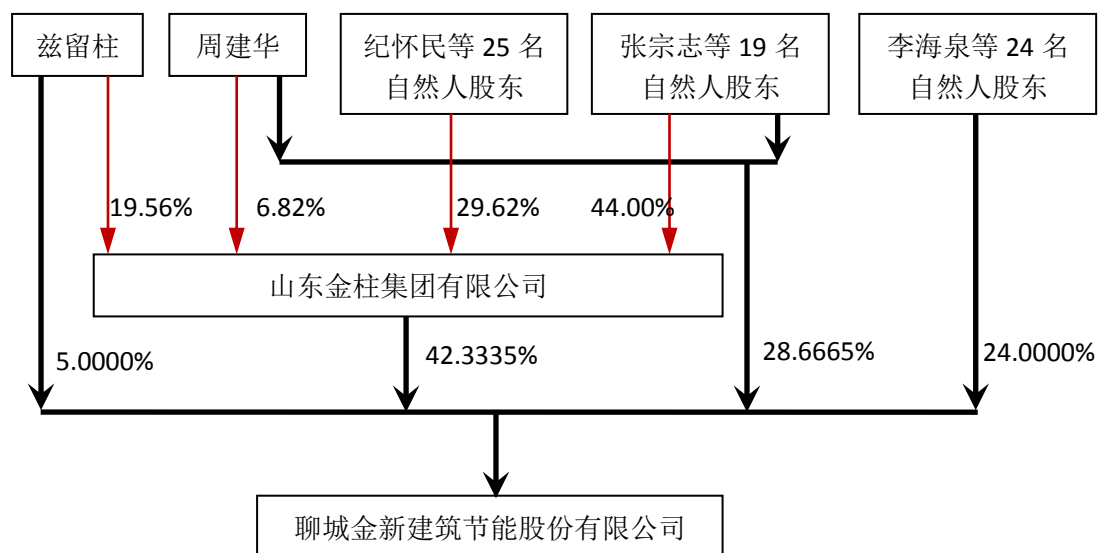 兹留柱
周建华
纪怀民等 25 名
自然人股东
张宗志等 19 名
自然人股东
李海泉等 24 名
自然人股东
19.56%
6.82%
29.62%
44.00%
山东金柱集团有限公司
5.0000%
42.3335%
28.6665%
24.0000%
聊城金新建筑节能股份有限公司